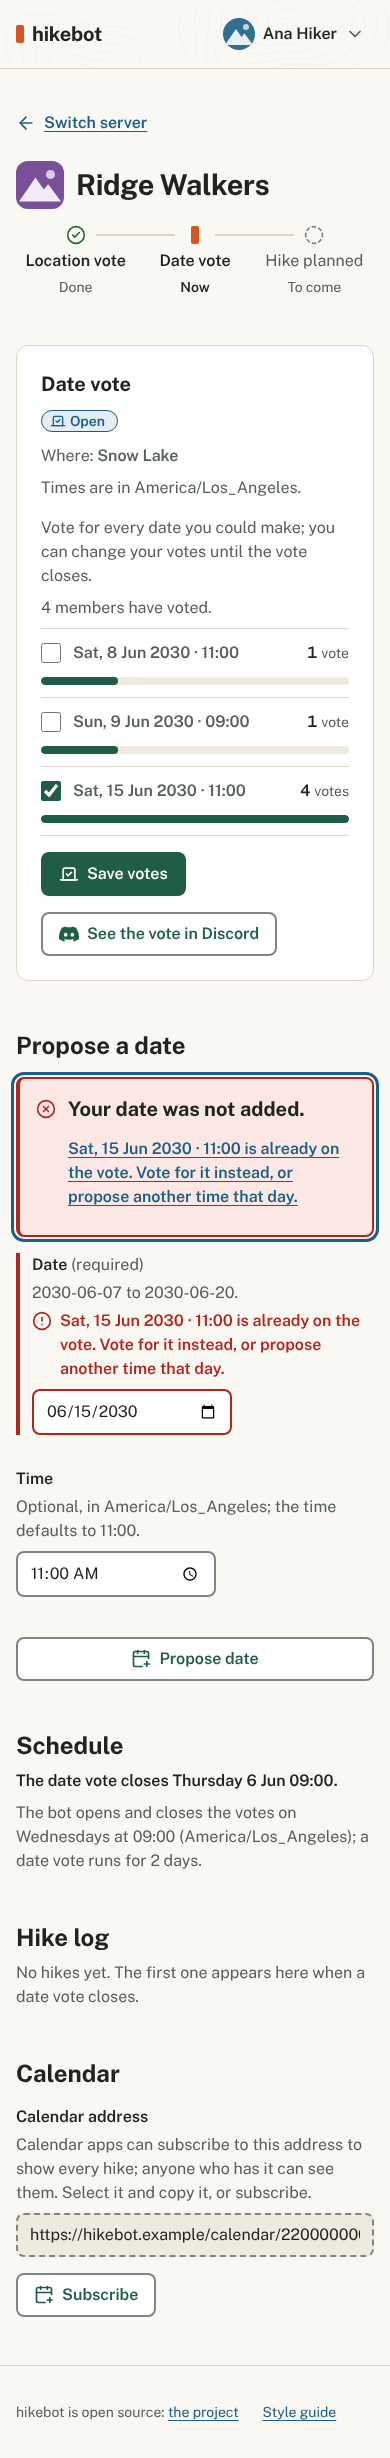 hikebot
Ana Hiker
Switch server
Ridge Walkers
Location vote
Done
Date vote
Now
Hike planned
To come
Date vote
Open
Where: Snow Lake
Times are in America/Los_Angeles.
Vote for every date you could make; you
can change your votes until the vote
closes.
4 members have voted.
Sat, 8 Jun 2030 · 11:00 1 vote
Sun, 9 Jun 2030 · 09:00 1 vote
Sat, 15 Jun 2030 · 11:00 4 votes
Save votes
See the vote in Discord
Propose a date
Your date was not added.
Sat, 15 Jun 2030 · 11:00 is already on
the vote. Vote for it instead, or
propose another time that day.
Date (required)
2030-06-07 to 2030-06-20.
Sat, 15 Jun 2030 · 11:00 is already on the
vote. Vote for it instead, or propose
another time that day.
06/15/2030
Time
Optional, in America/Los_Angeles; the time
defaults to 11:00.
11:00 AM
Propose date
Schedule
The date vote closes Thursday 6 Jun 09:00.
The bot opens and closes the votes on
Wednesdays at 09:00 (America/Los_Angeles); a
date vote runs for 2 days.
Hike log
No hikes yet. The first one appears here when a
date vote closes.
Calendar
Calendar address
Calendar apps can subscribe to this address to
show every hike; anyone who has it can see
them. Select it and copy it, or subscribe.
https://hikebot.example/calendar/22000000
Subscribe
hikebot is open source: the project Style guide